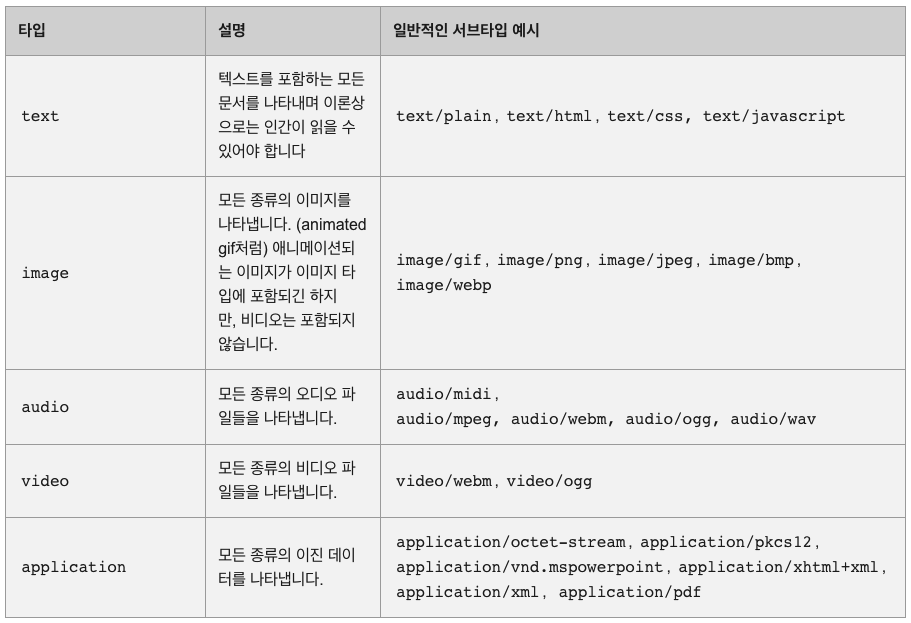 타입
설명
일반적인 서브타입 예시
text
텍스트를 포함하는 모든
문서를 나타내며 이론상
으로는 인간이 읽을 수
있어야 합니다
text/plain, text/html, text/css, text/javascript
image
모든 종류의 이미지를
나타냅니다. (animated
gif처럼) 애니메이션되
는 이미지가 이미지 타
입에 포함되긴 하지
만, 비디오는 포함되지
않습니다.
image/gif, image/png, image/jpeg, image/bmp,
image/webp
audio
모든 종류의 오디오 파
일들을 나타냅니다.
audio/midi,
audio/mpeg, audio/webm, audio/ogg, audio/wav
video
모든 종류의 비디오 파
일들을 나타냅니다.
video/webm, video/ogg
application
모든 종류의 이진 데이
터를 나타냅니다.
application/octet-stream, application/pkcs12,
application/vnd.mspowerpoint, application/xhtml+xml,
application/xml, application/pdf